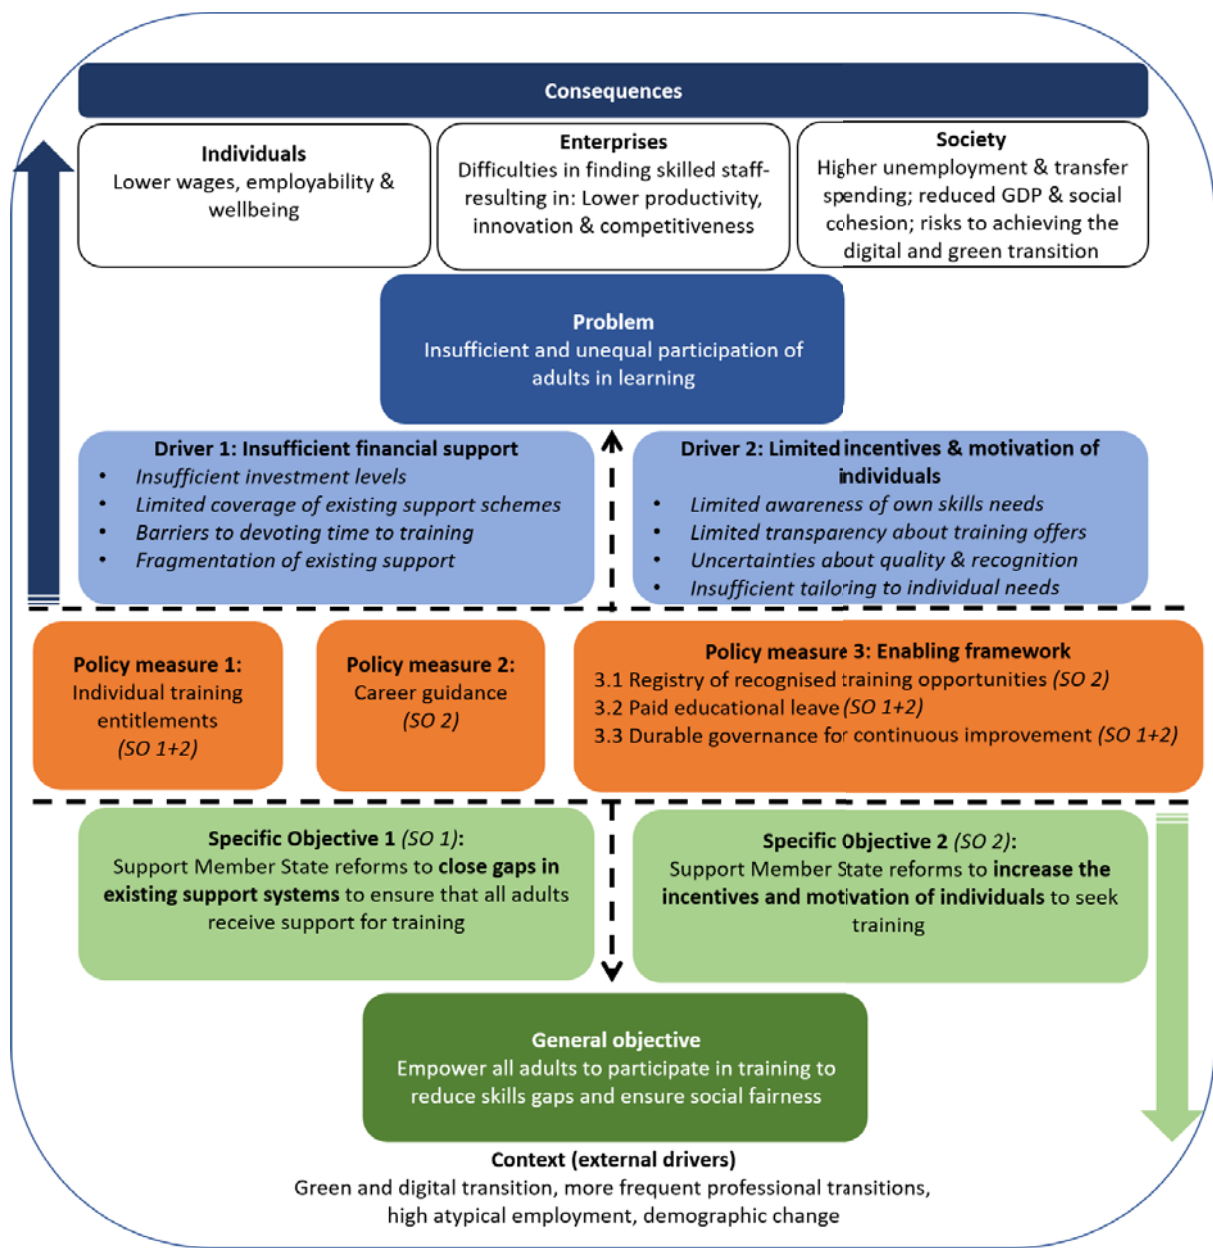 Consequences
Individuals
Lower wages, employability &
wellbeing
Enterprises
Difficulties in finding skilled staff-
resulting in: Lower productivity,
innovation & competitiveness
Society
Higher unemployment & transfer
spending; reduced GDP & social
cohesion; risks to achieving the
digital and green transition
Problem
Insufficient and unequal participation of
adults in learning
Driver 1: Insufficient financial support
• Insufficient investment levels
• Limited coverage of existing support schemes
• Barriers to devoting time to training
• Fragmentation of existing support
Driver 2: Limited incentives & motivation of
individuals
• Limited awareness of own skills needs
• Limited transparency about training offers
• Uncertainties about quality & recognition
• Insufficient tailoring to individual needs
Policy measure 1:
Individual training
entitlements
(SO 1+2)
Policy measure 2:
Career guidance
(SO 2)
Policy measure 3: Enabling framework
3.1 Registry of recognised training opportunities (SO 2)
3.2 Paid educational leave (SO 1+2)
3.3 Durable governance for continuous improvement (SO 1+2)
Specific Objective 1 (SO 1):
Support Member State reforms to close gaps in
existing support systems to ensure that all adults
receive support for training
Specific Objective 2 (SO 2):
Support Member State reforms to increase the
incentives and motivation of individuals to seek
training
General objective
Empower all adults to participate in training to
reduce skills gaps and ensure social fairness
Context (external drivers)
Green and digital transition, more frequent professional transitions,
high atypical employment, demographic change